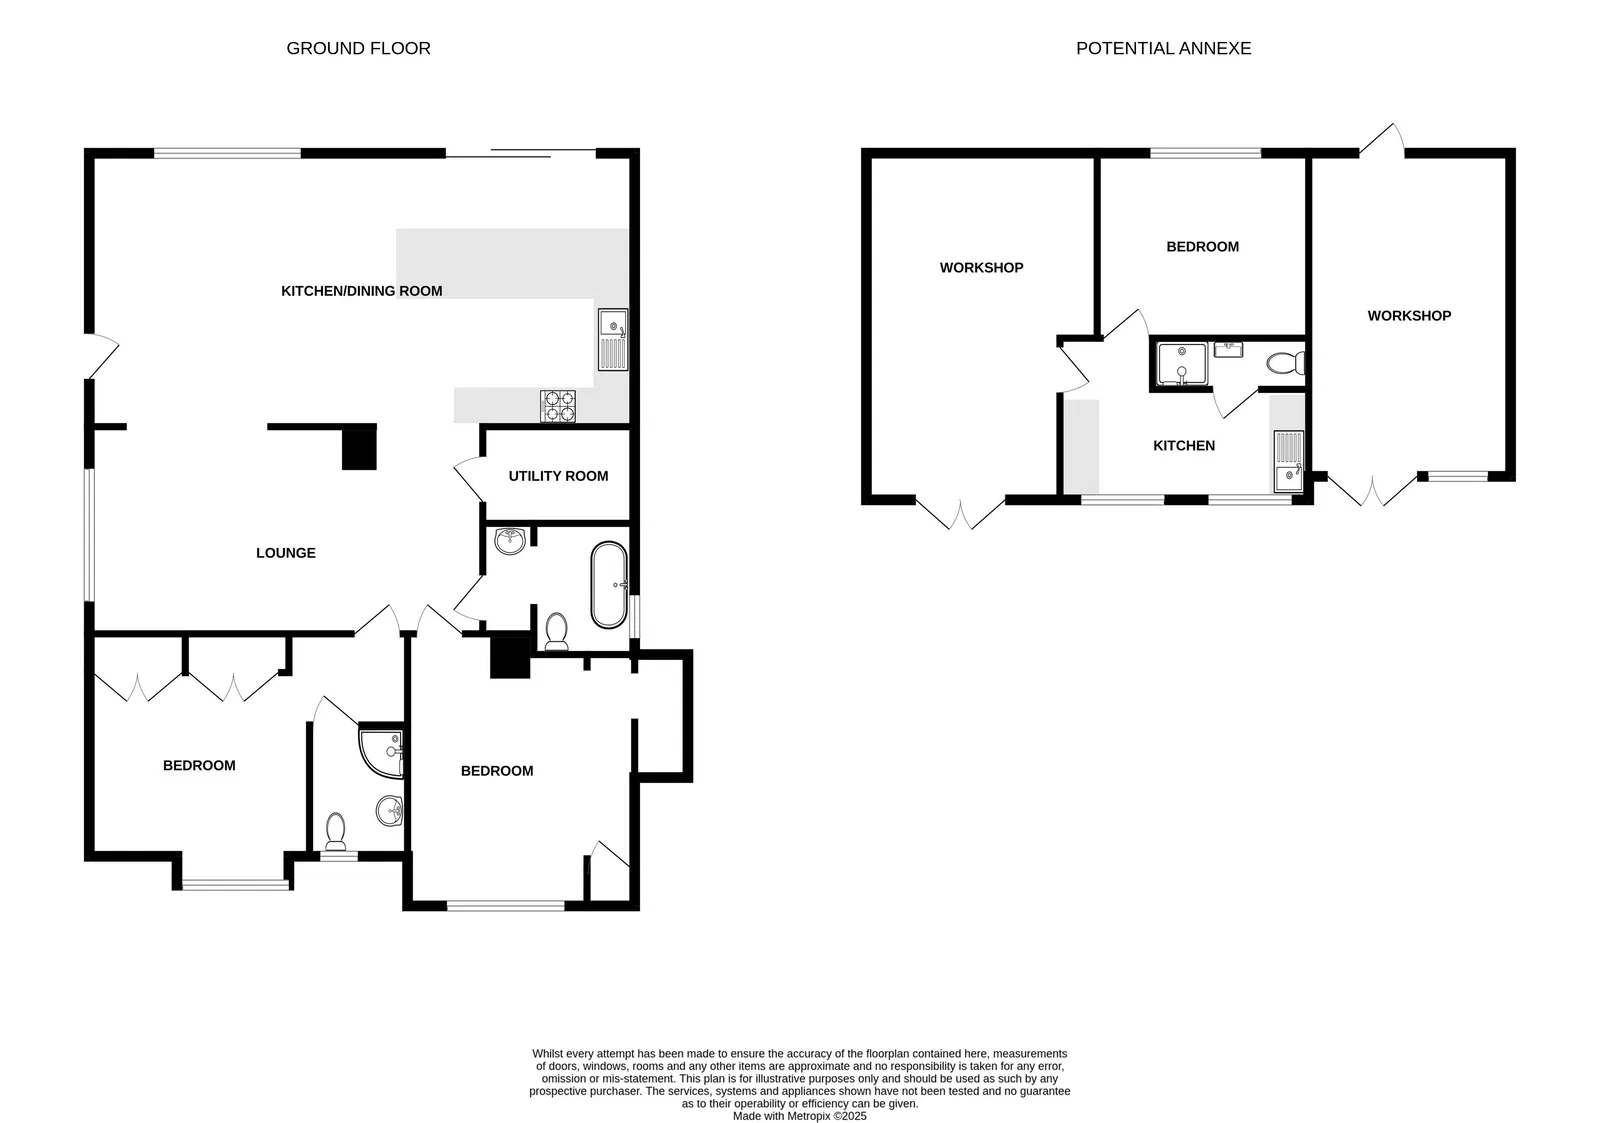 GROUND FLOOR
POTENTIAL ANNEXE
KITCHEN/DINING ROOM
UTILITY ROOM
LOUNGE
BEDROOM
BEDROOM
WORKSHOP
BEDROOM
WORKSHOP
KITCHEN
Whilst every attempt has been made to ensure the accuracy of the floorplan contained here, measurements
of doors, windows, rooms and any other items are approximate and no responsibility is taken for any error,
omission or mis-statement. This plan is for illustrative purposes only and should be used as such by any
prospective purchaser. The services, systems and appliances shown have not been tested and no guarantee
as to their operability or efficiency can be given.
Made with Metropix ©2025